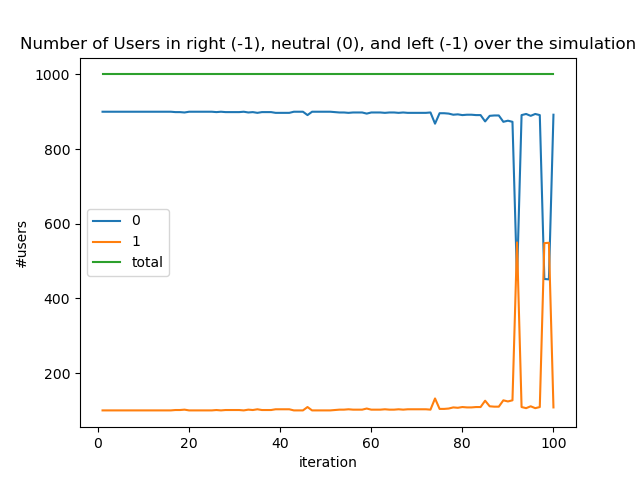 Number of Users in right (-1), neutral (0), and left (-1) over the simulation
1000
800
600
400
200
#users
0
1
total
0 20 40 60 80 100
iteration